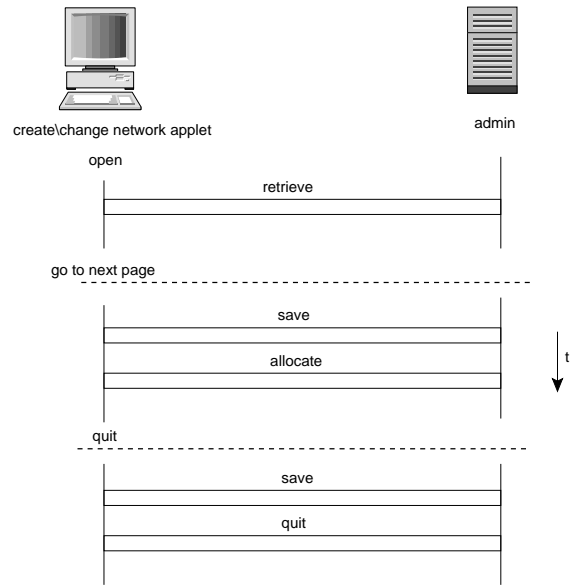 create\change network applet
admin
open
retrieve
go to next page
save
allocate
t
quit
save
quit